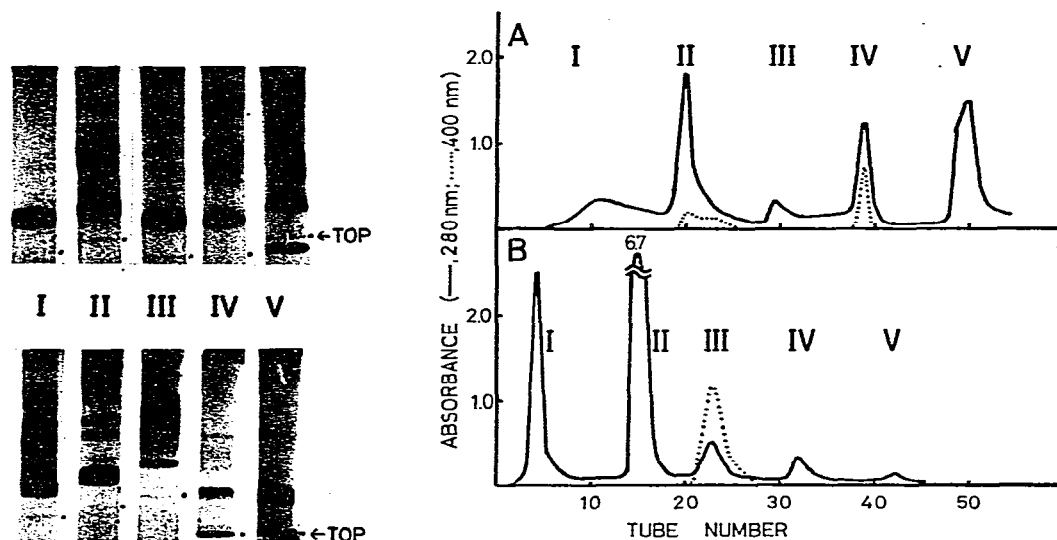 ←TOP
I II III IV V
←TOP
A
I II III IV V
2.0
1.0
B
6.7
I II III IV V
2.0
1.0
10 20 30 40 50
TUBE NUMBER
ABSORBANCE (—, 280 nm; ....., 400 nm)